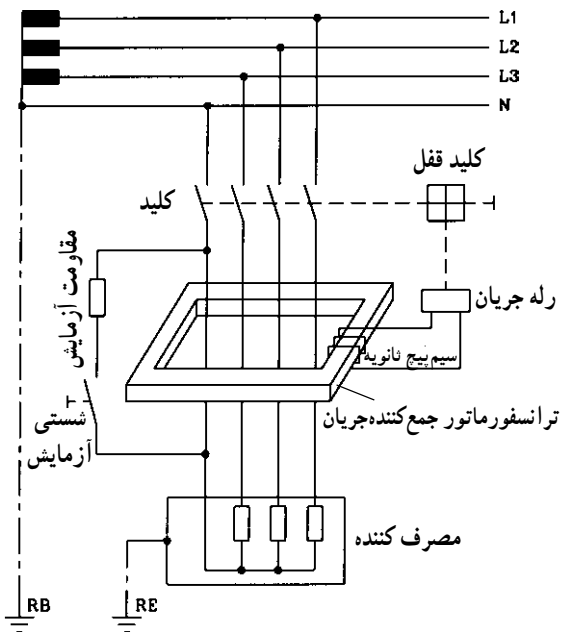 L1
L2
L3
N
کلید قفل
کلید
مقاومت آزمایش
رله جریان
سیم‌پیچ ثانویه
ترانسفورماتور جمع‌کننده‌جریان
شستی
آزمایش
مصرف کننده
RB
RE